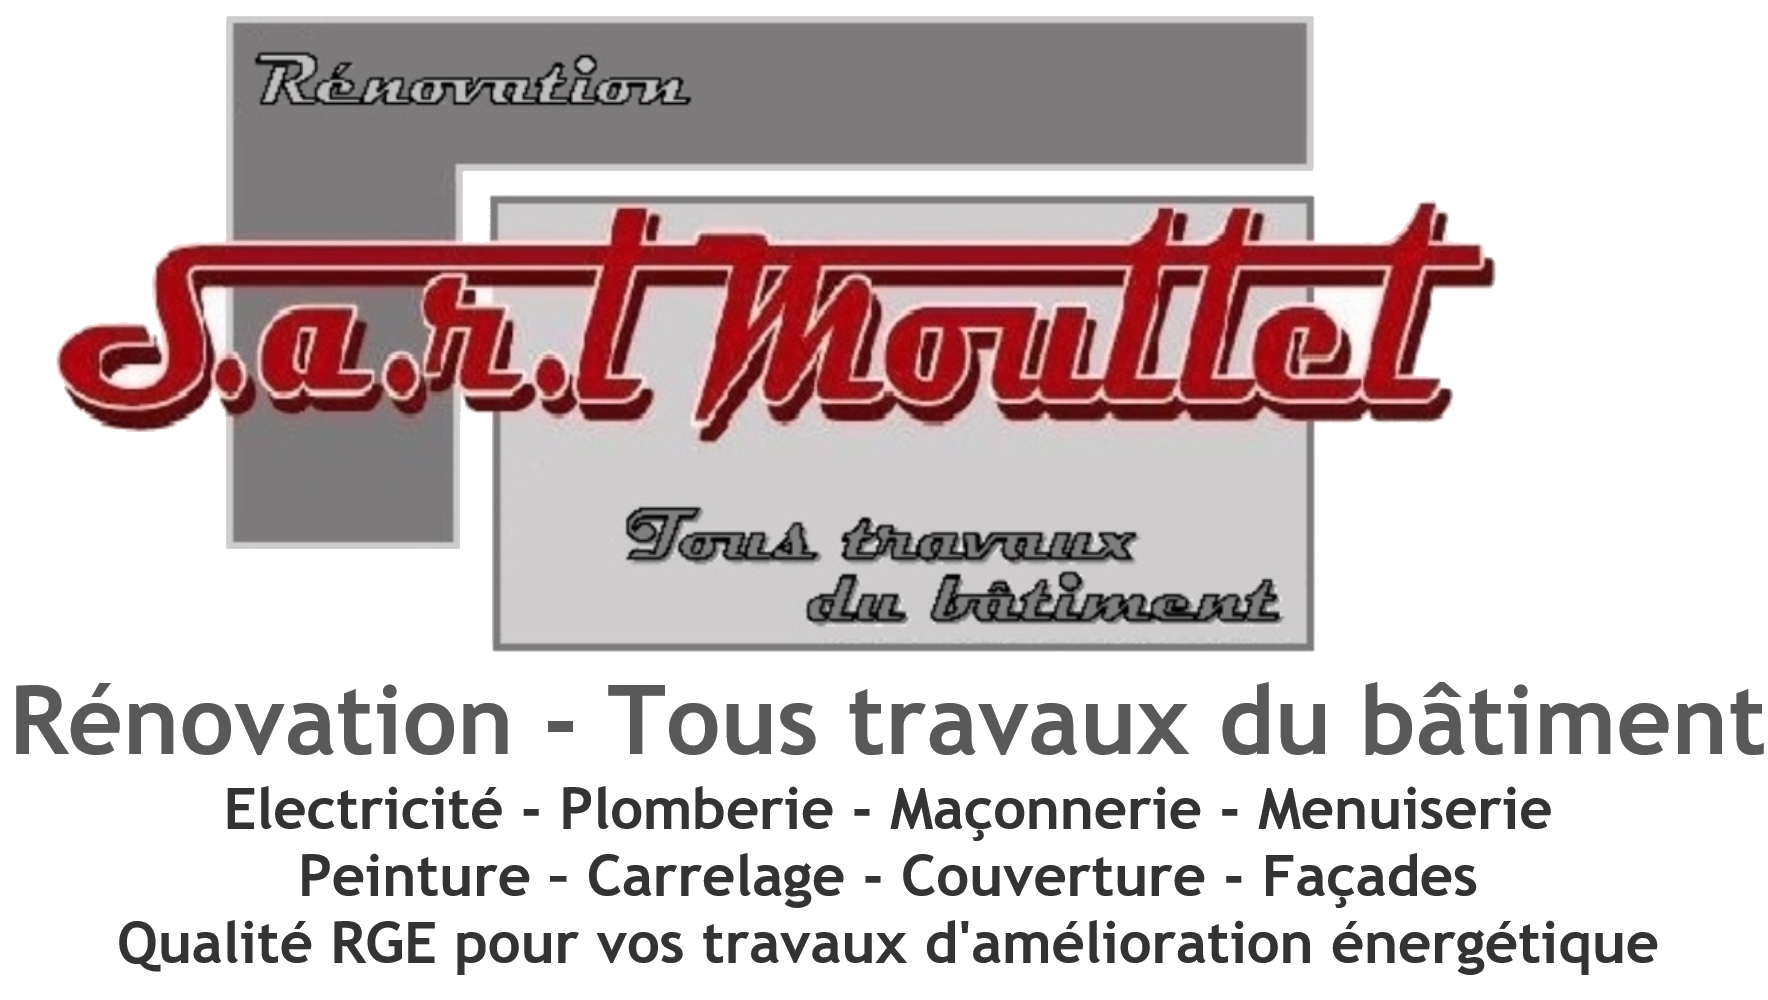 Rénovation
S.a.r.l Mouttet
Tous travaux
du bâtiment
Rénovation - Tous travaux du bâtiment
Electricité - Plomberie - Maçonnerie - Menuiserie
Peinture – Carrelage - Couverture - Façades
Qualité RGE pour vos travaux d'amélioration énergétique